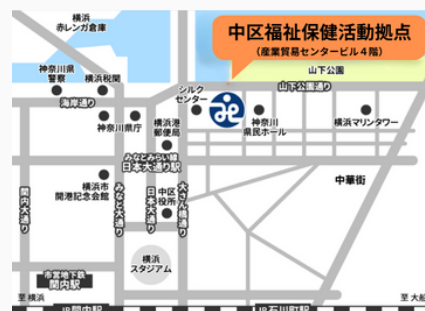 横浜
赤レンガ倉庫
中区福祉保健活動拠点
(産業貿易センタービル4階)
山下公園
神奈川県
警察
横浜税関
シルク
センター
山下公園通り
海岸通り
神奈川県庁
横浜港
郵便局
神奈川
県民ホール
横浜マリンタワー
みなとみらい線
日本大通り駅
横浜市
開港記念会館
中区
役所
中華街
関内大通り
みなと大通り
日本大通り
大さん橋通り
横浜
スタジアム
市営地下鉄
関内駅
至 横浜
至 大船
JR関内駅
JR石川町駅